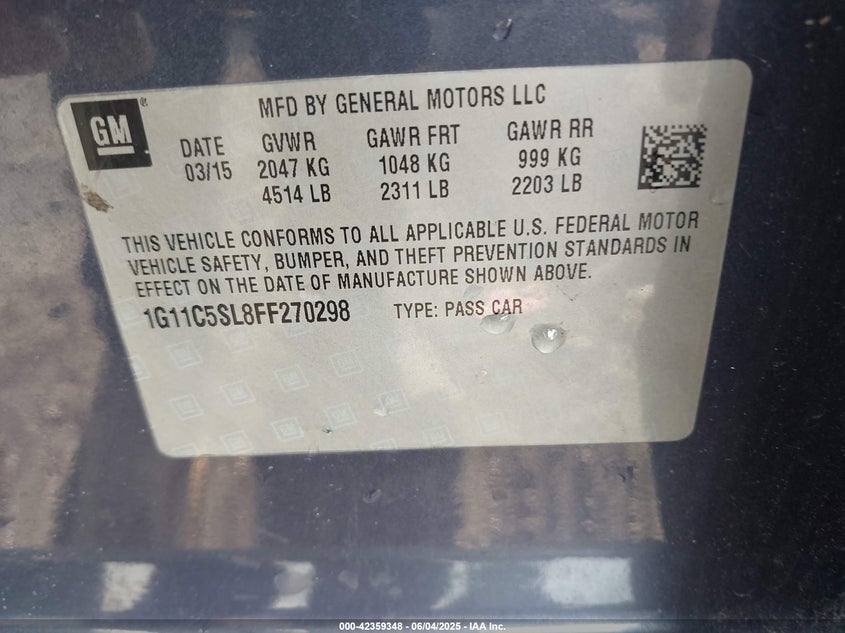 GM®
MFD BY GENERAL MOTORS LLC
DATE GVWR GAWR FRT GAWR RR
03/15 2047 KG 1048 KG 999 KG
4514 LB 2311 LB 2203 LB
THIS VEHICLE CONFORMS TO ALL APPLICABLE U.S. FEDERAL MOTOR
VEHICLE SAFETY, BUMPER, AND THEFT PREVENTION STANDARDS IN
EFFECT ON THE DATE OF MANUFACTURE SHOWN ABOVE.
1G11C5SL8FF270298 TYPE: PASS CAR
000-42359348 - 06/04/2025 - IAA Inc.